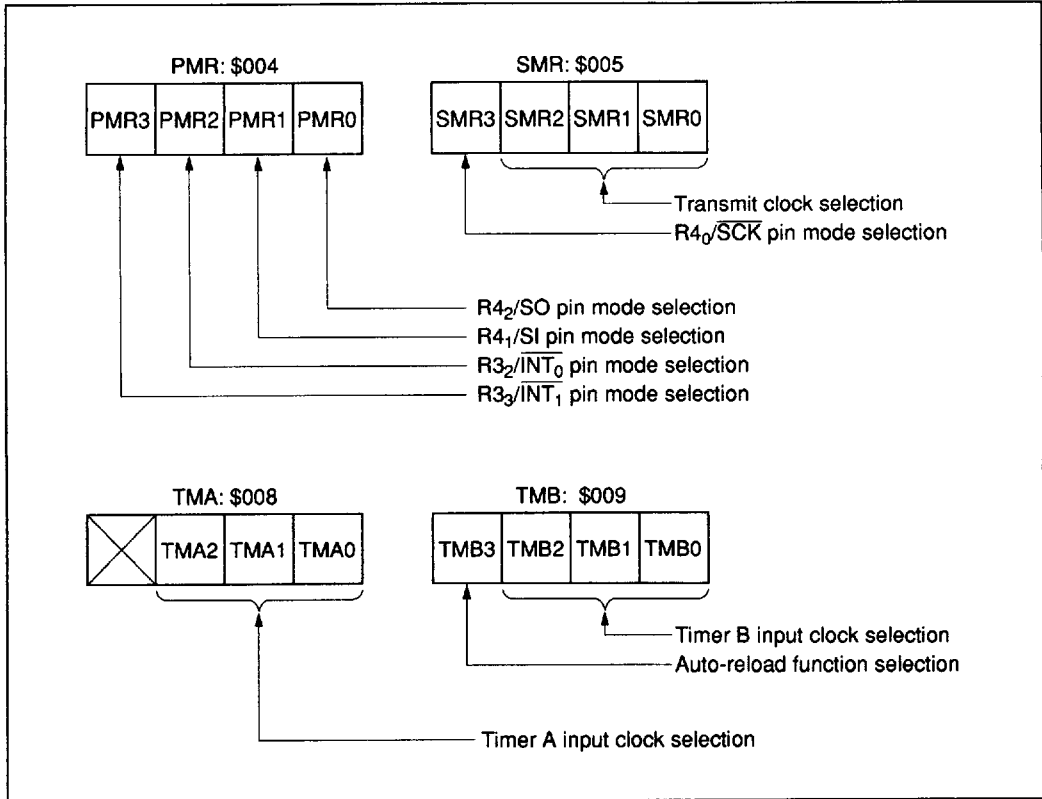 PMR: $004
PMR3 PMR2 PMR1 PMR0
R4₂/SO pin mode selection
R4₁/SI pin mode selection
R3₂/I̅N̅T̅₀ pin mode selection
R3₃/I̅N̅T̅₁ pin mode selection
SMR: $005
SMR3 SMR2 SMR1 SMR0
Transmit clock selection
R4₀/S̅C̅K̅ pin mode selection
TMA: $008
TMA2 TMA1 TMA0
Timer A input clock selection
TMB: $009
TMB3 TMB2 TMB1 TMB0
Timer B input clock selection
Auto-reload function selection